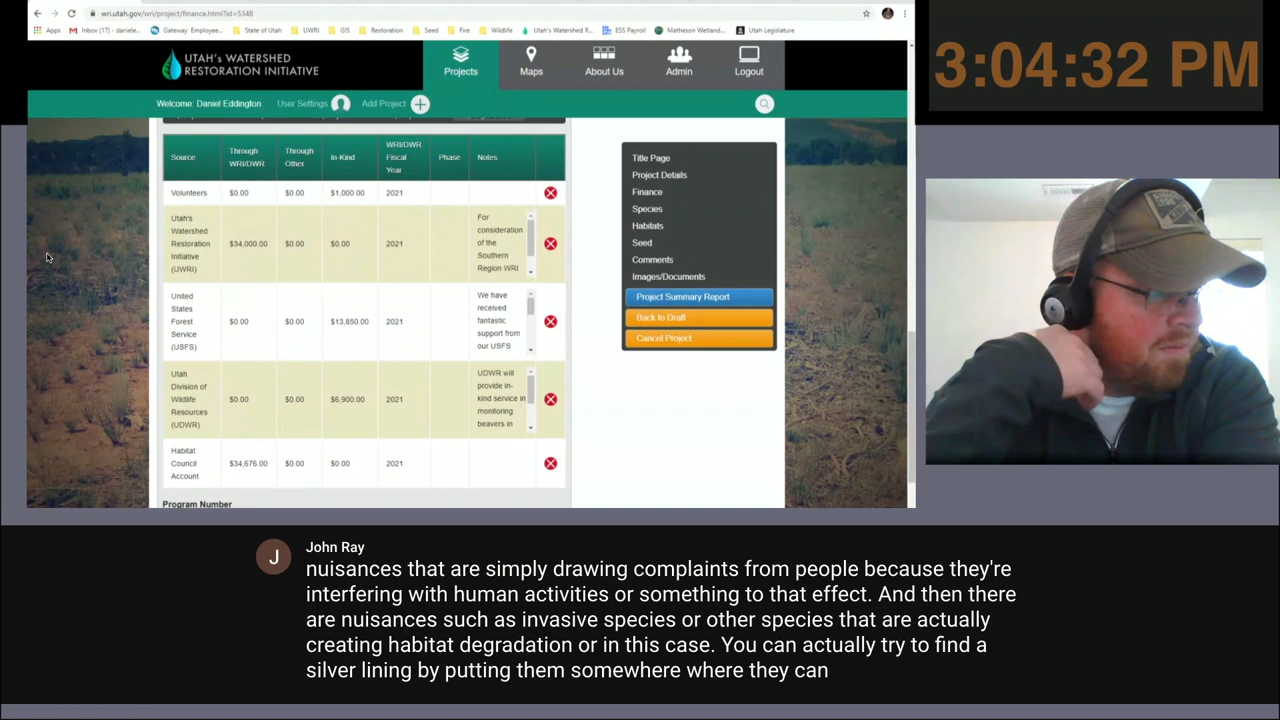 wri.utah.gov/wri/project/finance.html?id=5348
Apps
Inbox (17) - daniele...
Gateway Employee...
State of Utah
UWRI
GIS
Restoration
Seed
Fire
Wildlife
Utah's Watershed R...
ESS Payroll
Matheson Wetland...
Utah Legislature
3:04:32 PM
UTAH'S WATERSHED
RESTORATION INITIATIVE
Projects
Maps
About Us
Admin
Logout
Welcome: Daniel Eddington
User Settings
Add Project
Source
Through
WRI/DWR
Through
Other
In-Kind
WRI/DWR
Fiscal
Year
Phase
Notes
Volunteers
$0.00
$0.00
$1,000.00
2021
Utah's
Watershed
Restoration
Initiative
(UWRI)
$34,000.00
$0.00
$0.00
2021
For
consideration
of the
Southern
Region WRI
United
States
Forest
Service
(USFS)
$0.00
$0.00
$13,850.00
2021
We have
received
fantastic
support from
our USFS
Utah
Division of
Wildlife
Resources
(UDWR)
$0.00
$0.00
$6,900.00
2021
UDWR will
provide in-
kind service in
monitoring
beavers in
Habitat
Council
Account
$34,676.00
$0.00
$0.00
2021
Program Number
Title Page
Project Details
Finance
Species
Habitats
Seed
Comments
Images/Documents
Project Summary Report
Back to Draft
Cancel Project
J
John Ray
nuisances that are simply drawing complaints from people because they're
interfering with human activities or something to that effect. And then there
are nuisances such as invasive species or other species that are actually
creating habitat degradation or in this case. You can actually try to find a
silver lining by putting them somewhere where they can